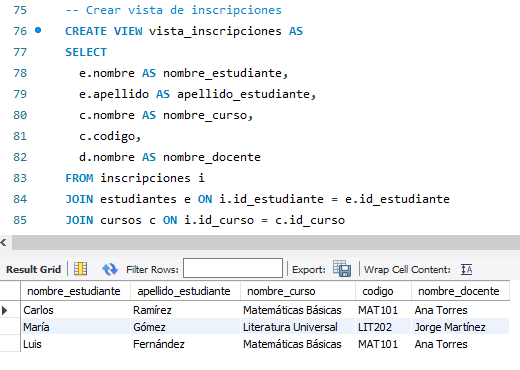 75 -- Crear vista de inscripciones
76 CREATE VIEW vista_inscripciones AS
77 SELECT
78 e.nombre AS nombre_estudiante,
79 e.apellido AS apellido_estudiante,
80 c.nombre AS nombre_curso,
81 c.codigo,
82 d.nombre AS nombre_docente
83 FROM inscripciones i
84 JOIN estudiantes e ON i.id_estudiante = e.id_estudiante
85 JOIN cursos c ON i.id_curso = c.id_curso
Result Grid Filter Rows: Export: Wrap Cell Content:
nombre_estudiante apellido_estudiante nombre_curso codigo nombre_docente
Carlos Ramírez Matemáticas Básicas MAT101 Ana Torres
María Gómez Literatura Universal LIT202 Jorge Martínez
Luis Fernández Matemáticas Básicas MAT101 Ana Torres